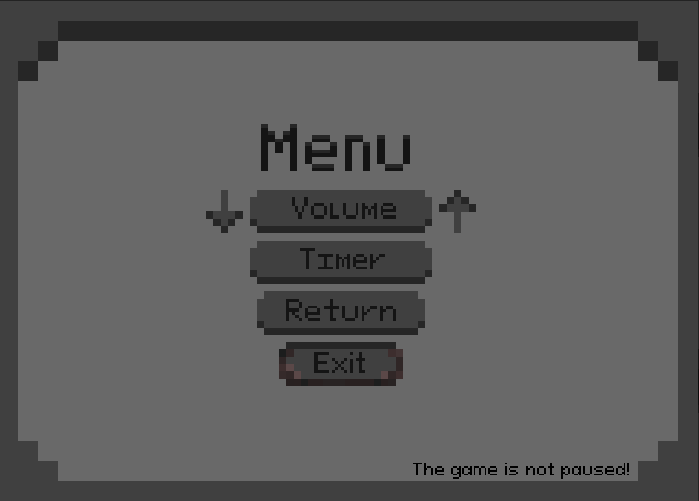 Menu
Volume
Timer
Return
Exit
The game is not paused!